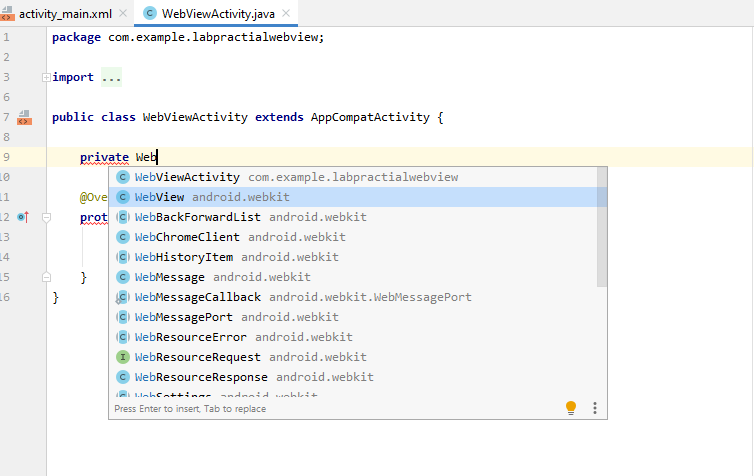 activity_main.xml WebViewActivity.java
1 package com.example.labpractialwebview;
2
3 import ...
6
7 public class WebViewActivity extends AppCompatActivity {
8
9 private Web
10 WebViewActivity com.example.labpractialwebview
11 @Ove WebView android.webkit
12 prot WebBackForwardList android.webkit
13 WebChromeClient android.webkit
14 WebHistoryItem android.webkit
15 } WebMessage android.webkit
16 } WebMessageCallback android.webkit.WebMessagePort
WebMessagePort android.webkit
WebResourceError android.webkit
WebResourceRequest android.webkit
WebResourceResponse android.webkit
WebSettings android.webkit
Press Enter to insert, Tab to replace